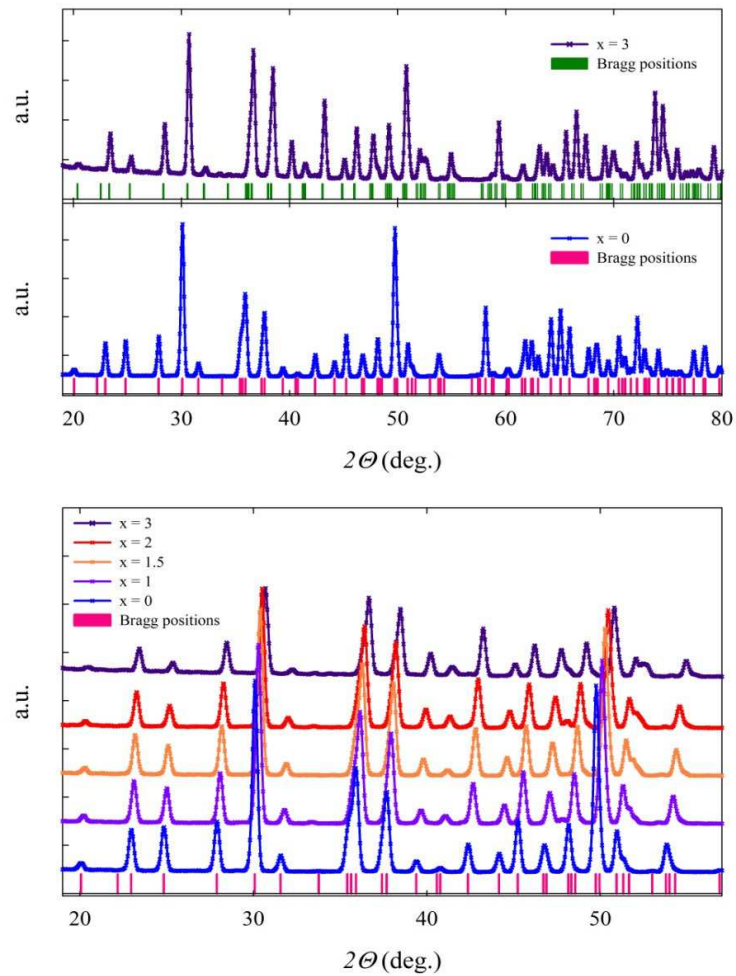 x = 3
Bragg positions
a.u.
x = 0
Bragg positions
a.u.
20 30 40 50 60 70 80
2Θ (deg.)
x = 3
x = 2
x = 1.5
x = 1
x = 0
Bragg positions
a.u.
20 30 40 50
2Θ (deg.)